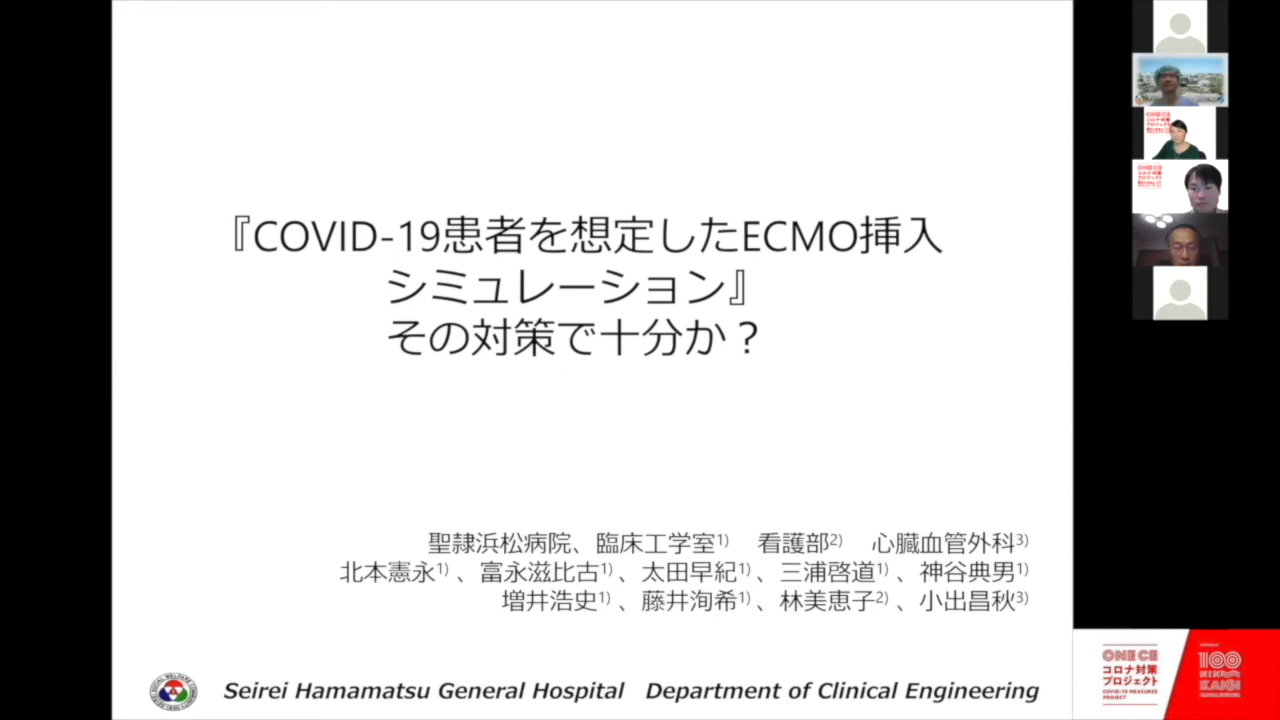 『COVID-19患者を想定したECMO挿入
シミュレーション』
その対策で十分か？
聖隷浜松病院、臨床工学室1)　看護部2)　心臓血管外科3)
北本憲永1) 、富永滋比古1) 、太田早紀1) 、三浦啓道1) 、神谷典男1)
増井浩史1) 、藤井洵希1) 、林美恵子2) 、小出昌秋3)
Seirei Hamamatsu General Hospital　Department of Clinical Engineering
ONE CE
コロナ対策
プロジェクト
COVID-19 MEASURES
PROJECT
100
NIN
KAIGI